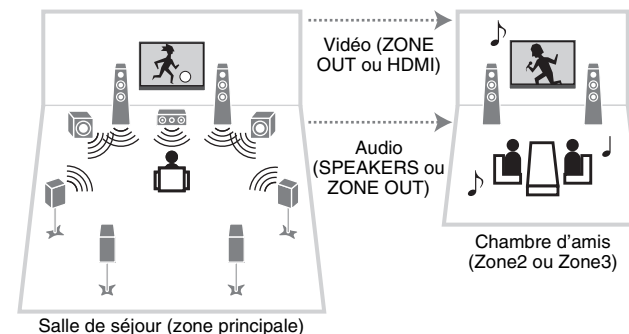 Vidéo (ZONE
OUT ou HDMI)
Audio
(SPEAKERS ou
ZONE OUT)
Chambre d'amis
(Zone2 ou Zone3)
Salle de séjour (zone principale)